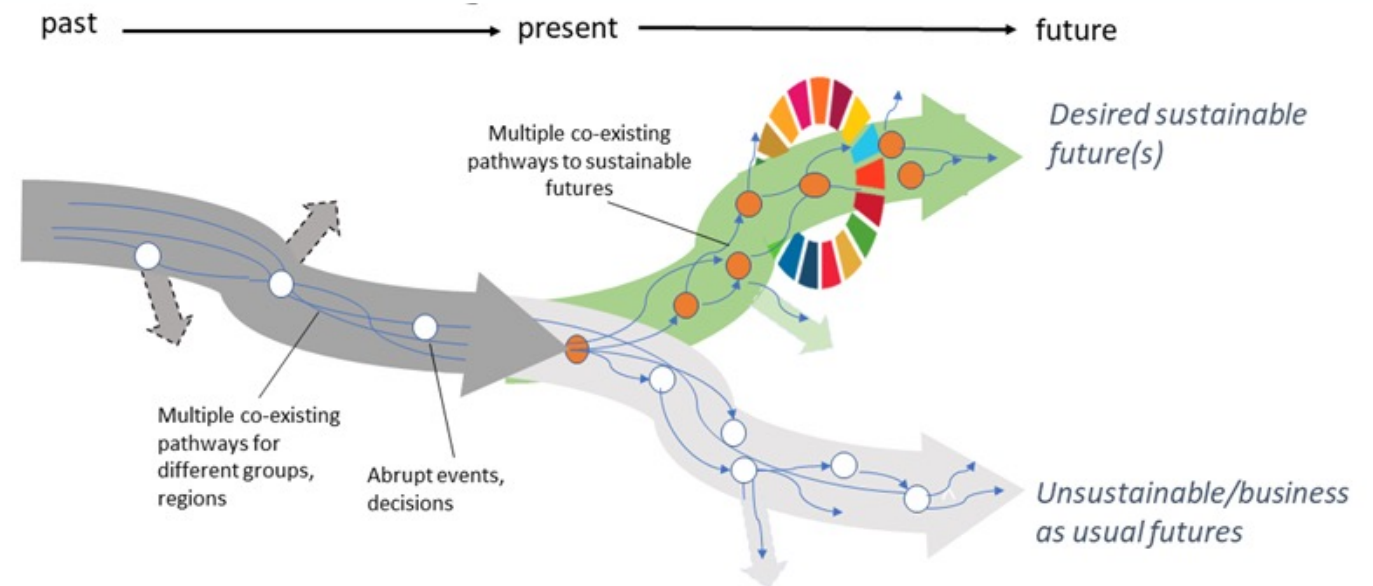 past
present
future
Multiple co-existing
pathways to sustainable
futures
Desired sustainable
future(s)
Multiple co-existing
pathways for
different groups,
regions
Abrupt events,
decisions
Unsustainable/business
as usual futures